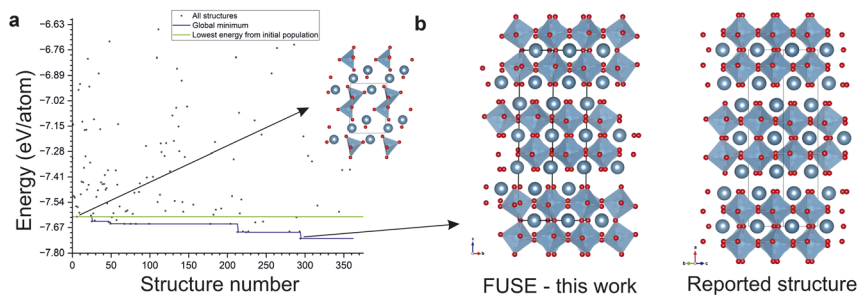 a
All structures
Global minimum
Lowest energy from initial population
Energy (eV/atom)
−6.63
−6.76
−6.89
−7.02
−7.15
−7.28
−7.41
−7.54
−7.67
−7.80
0
50
100
150
200
250
300
350
Structure number
b
FUSE - this work
Reported structure